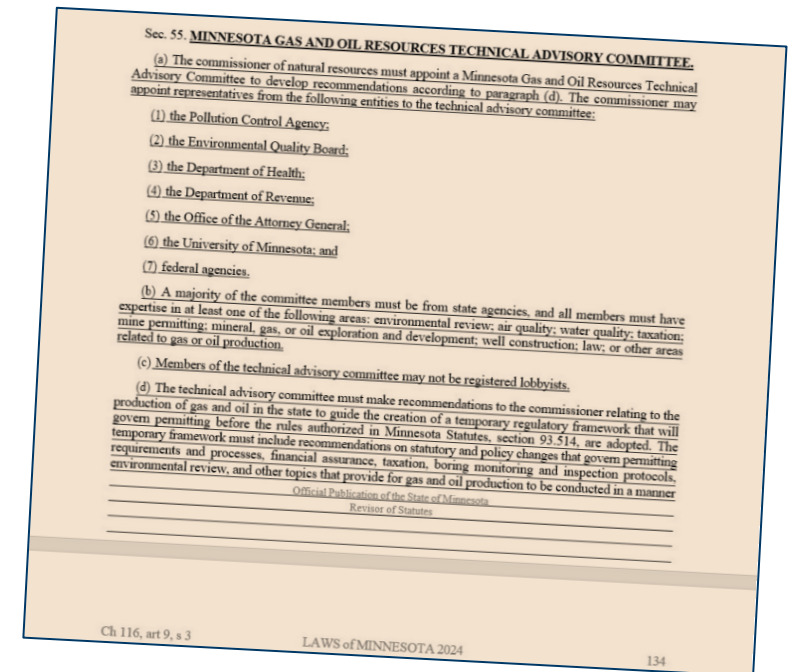 Sec. 55. MINNESOTA GAS AND OIL RESOURCES TECHNICAL ADVISORY COMMITTEE.
(a) The commissioner of natural resources must appoint a Minnesota Gas and Oil Resources Technical
Advisory Committee to develop recommendations according to paragraph (d). The commissioner may
appoint representatives from the following entities to the technical advisory committee:
(1) the Pollution Control Agency;
(2) the Environmental Quality Board;
(3) the Department of Health;
(4) the Department of Revenue;
(5) the Office of the Attorney General;
(6) the University of Minnesota; and
(7) federal agencies.
(b) A majority of the committee members must be from state agencies, and all members must have
expertise in at least one of the following areas: environmental review; air quality; water quality; taxation;
mine permitting; mineral, gas, or oil exploration and development; well construction; law; or other areas
related to gas or oil production.
(c) Members of the technical advisory committee may not be registered lobbyists.
(d) The technical advisory committee must make recommendations to the commissioner relating to the
production of gas and oil in the state to guide the creation of a temporary regulatory framework that will
govern permitting before the rules authorized in Minnesota Statutes, section 93.514, are adopted. The
temporary framework must include recommendations on statutory and policy changes that govern permitting
requirements and processes, financial assurance, taxation, boring monitoring and inspection protocols,
environmental review, and other topics that provide for gas and oil production to be conducted in a manner
Official Publication of the State of Minnesota
Revisor of Statutes
Ch 116, art 9, s 3
LAWS of MINNESOTA 2024
134